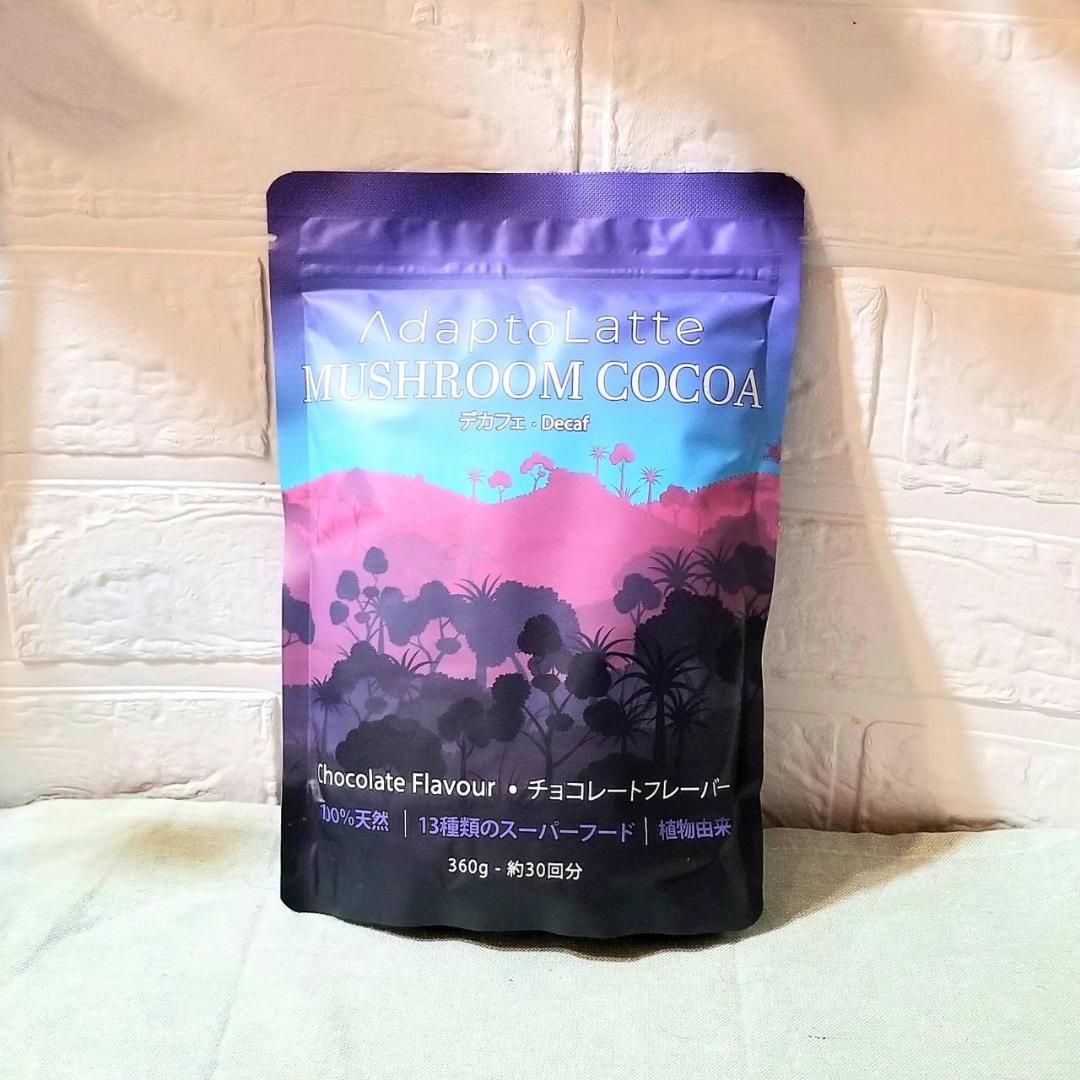 AdaptoLatte
MUSHROOM COCOA
デカフェ・Decaf
Chocolate Flavour • チョコレートフレーバー
100%天然 | 13種類のスーパーフード | 植物由来
360g - 約30回分